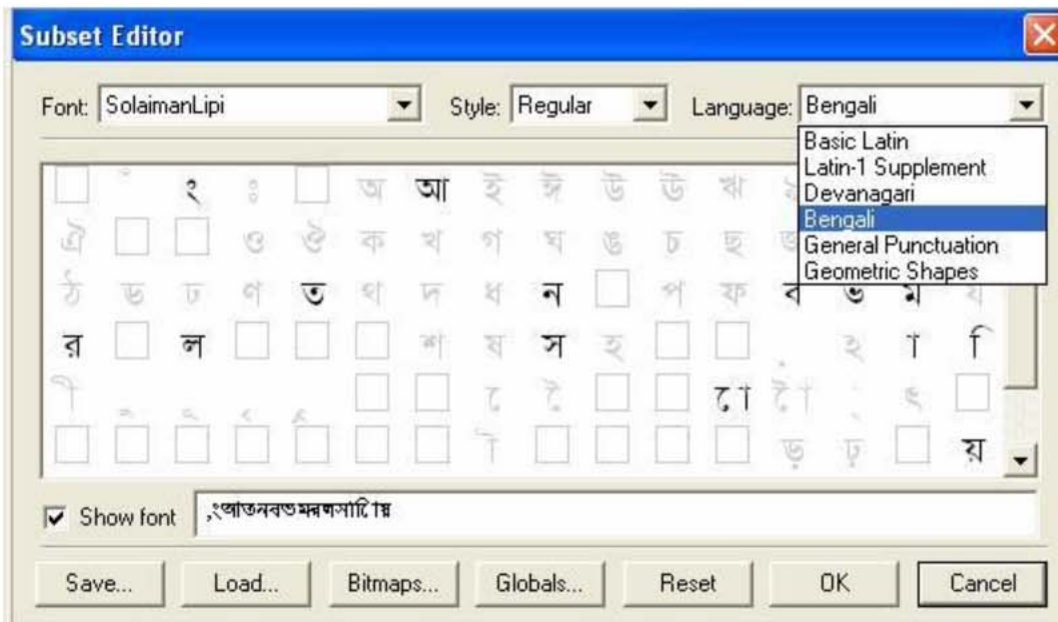 Subset Editor
Font: SolaimanLipi Style: Regular Language: Bengali
Basic Latin
Latin-1 Supplement
Devanagari
Bengali
General Punctuation
Geometric Shapes
ং ঃ অ আ ই ঈ উ ঊ ঋ
ও ঔ ক খ গ ঘ ঙ চ ছ জ
ঠ ড ঢ ণ ত থ দ ধ ন প ফ ব ভ ম য
র ল শ ষ স হ ় ঽ া ি
ী ু ূ ৃ ৄ ে ৈ ো ৌ ্ ৎ
ৗ ড় ঢ় য়
Show font ,ংআতনবভমরলসািোয়
Save... Load... Bitmaps... Globals... Reset OK Cancel